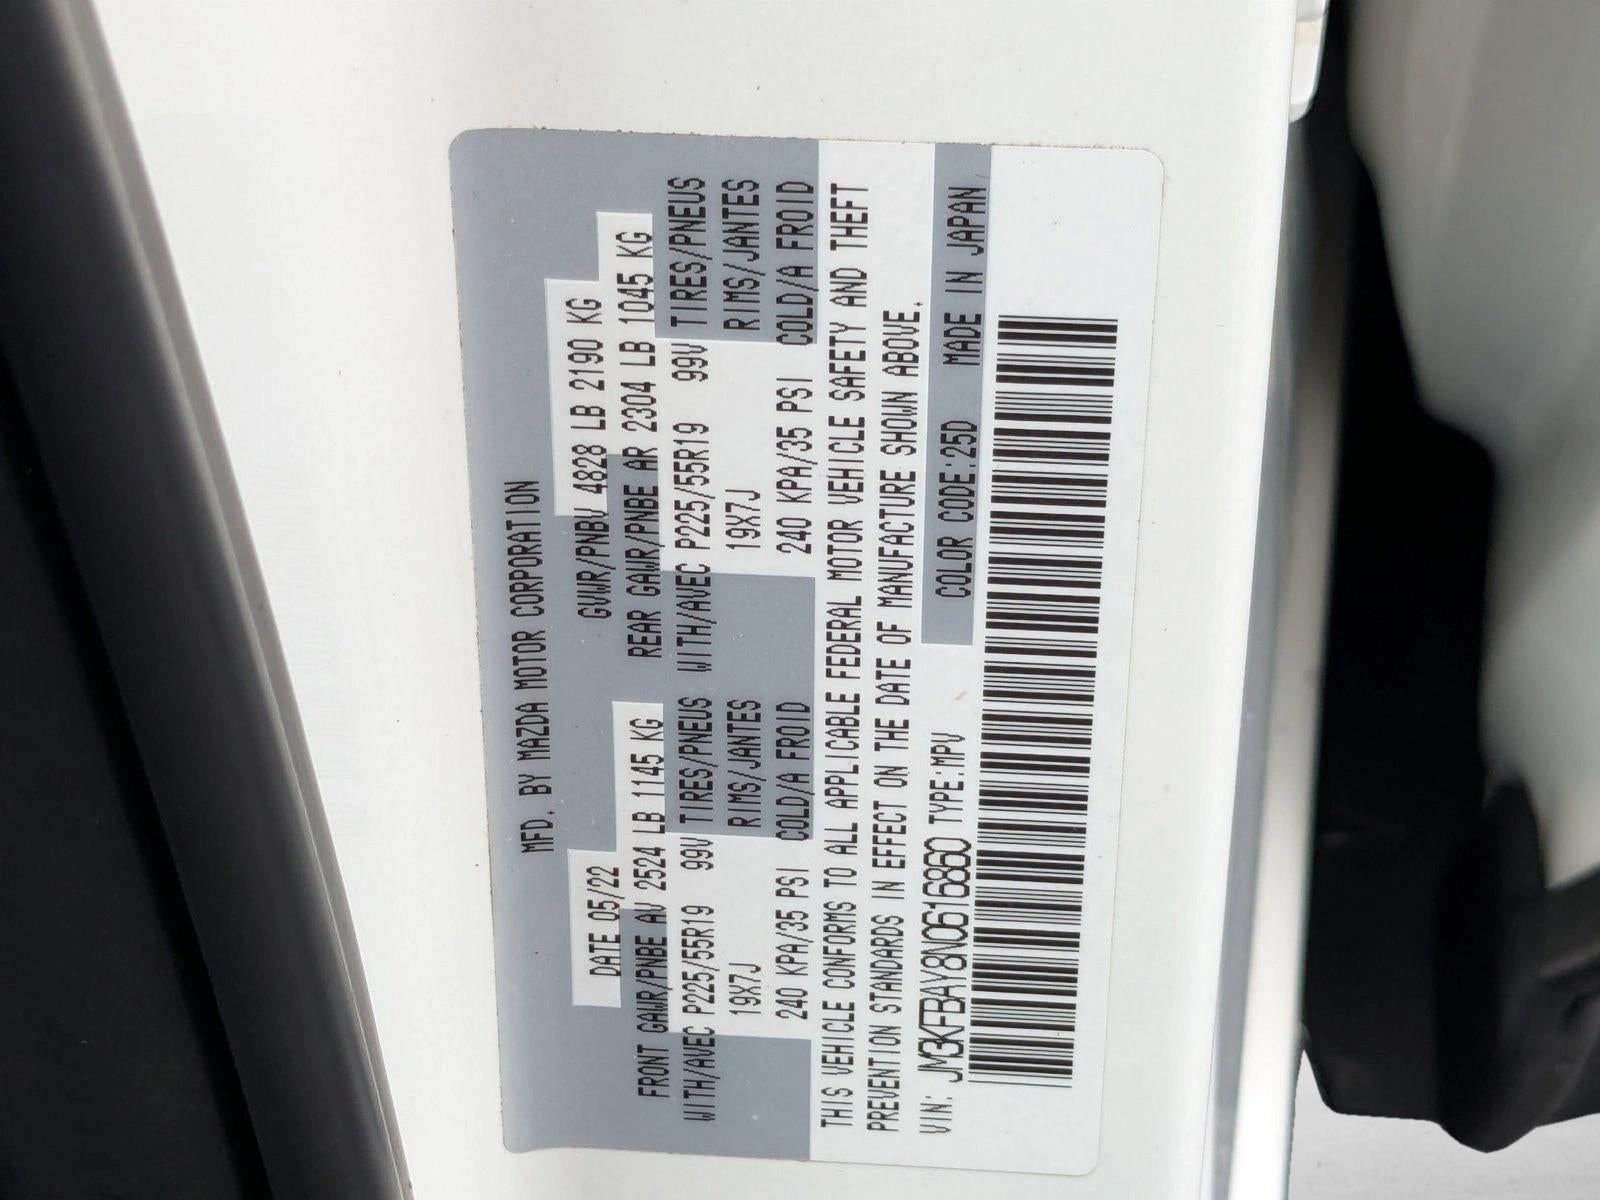 MFD. BY MAZDA MOTOR CORPORATION
DATE 05/22 GVWR/PNBV 4828 LB 2190 KG
FRONT GAWR/PNBE AV 2524 LB 1145 KG REAR GAWR/PNBE AR 2304 LB 1045 KG
WITH/AVEC P225/55R19 99V TIRES/PNEUS WITH/AVEC P225/55R19 99V TIRES/PNEUS
19X7J RIMS/JANTES 19X7J RIMS/JANTES
240 KPA/35 PSI COLD/A FROID 240 KPA/35 PSI COLD/A FROID
THIS VEHICLE CONFORMS TO ALL APPLICABLE FEDERAL MOTOR VEHICLE SAFETY AND THEFT
PREVENTION STANDARDS IN EFFECT ON THE DATE OF MANUFACTURE SHOWN ABOVE.
VIN: JM3KFBAY8N0616860 TYPE:MPV COLOR CODE:25D MADE IN JAPAN